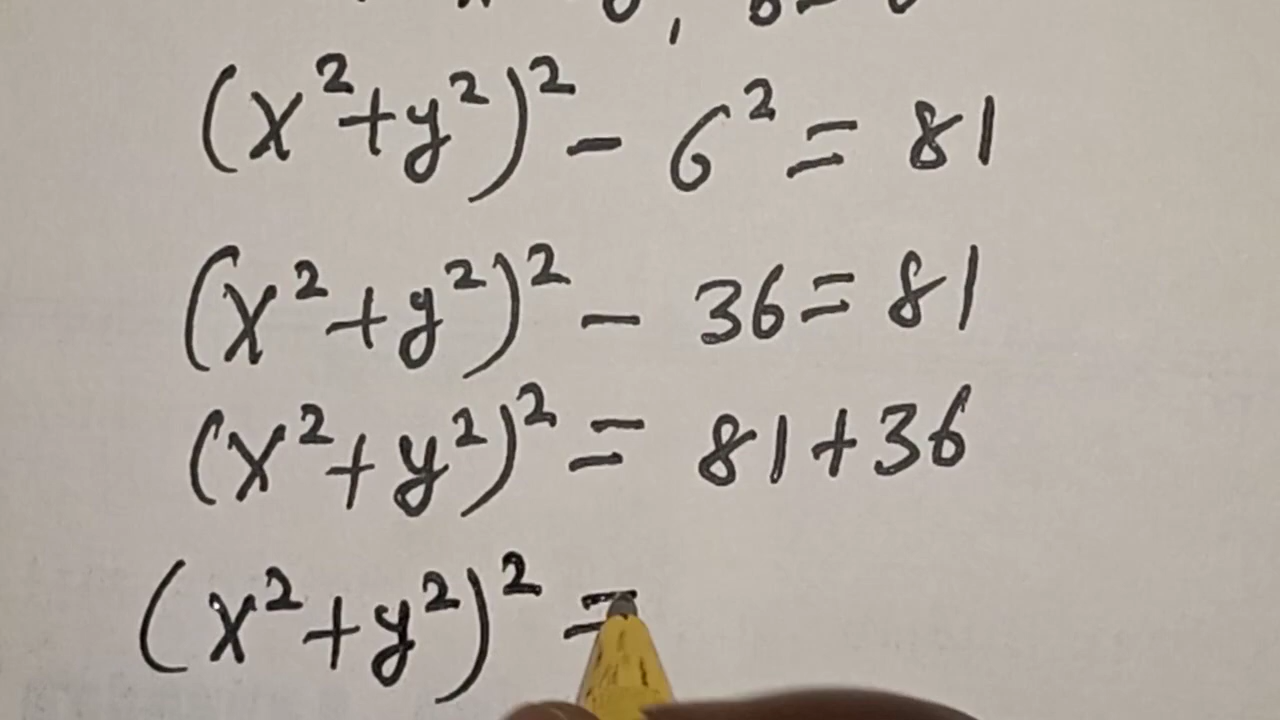 (x²+y²)² - 6² = 81
(x²+y²)² - 36 = 81
(x²+y²)² = 81+36
(x²+y²)² =